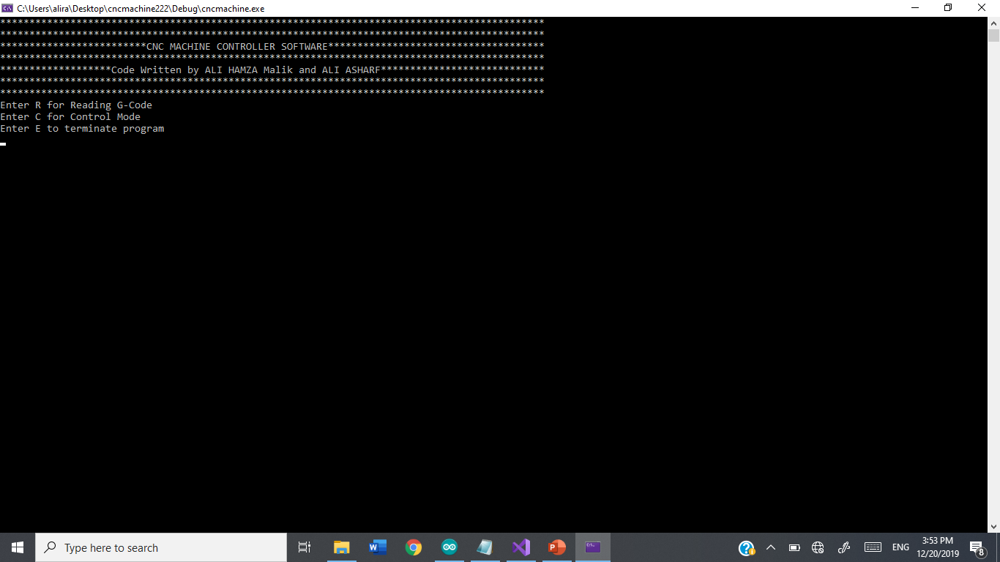 C:\Users\alira\Desktop\cncmachine222\Debug\cncmachine.exe
*********************************************************************************************
*********************************************************************************************
*************************CNC MACHINE CONTROLLER SOFTWARE*************************************
*********************************************************************************************
*******************Code Written by ALI HAMZA Malik and ALI ASHARF****************************
*********************************************************************************************
*********************************************************************************************
Enter R for Reading G-Code
Enter C for Control Mode
Enter E to terminate program
Type here to search
ENG
3:53 PM
12/20/2019
8